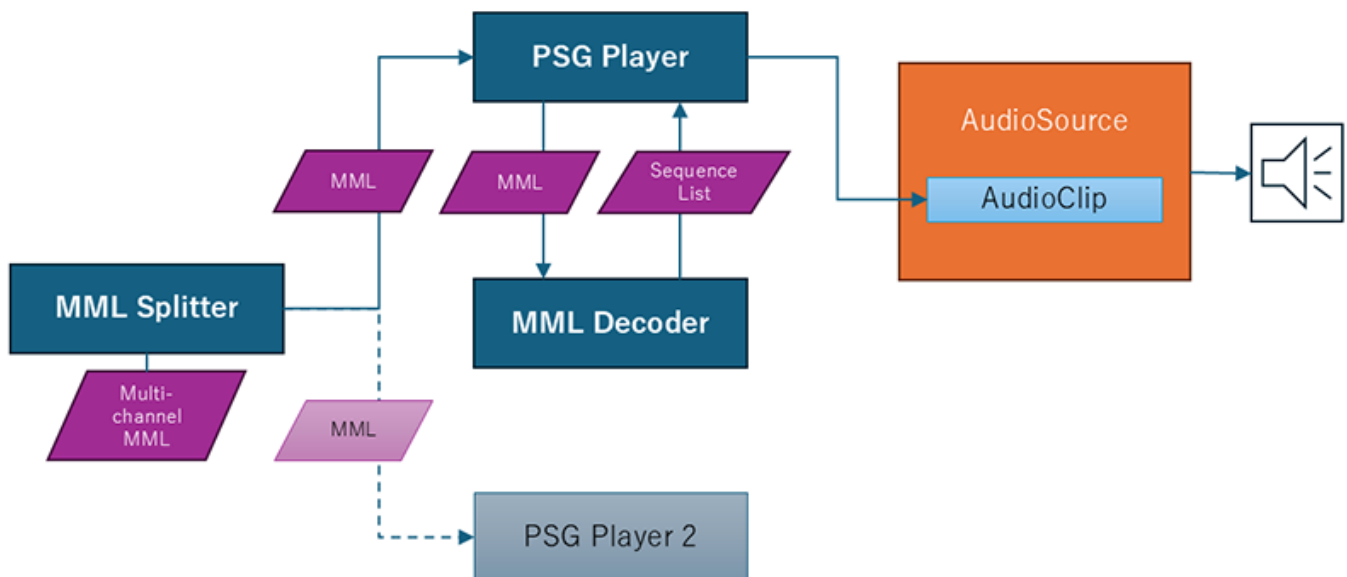 PSG Player
AudioSource
MML
MML
Sequence
List
AudioClip
MML Splitter
MML Decoder
Multi-
channel
MML
MML
PSG Player 2